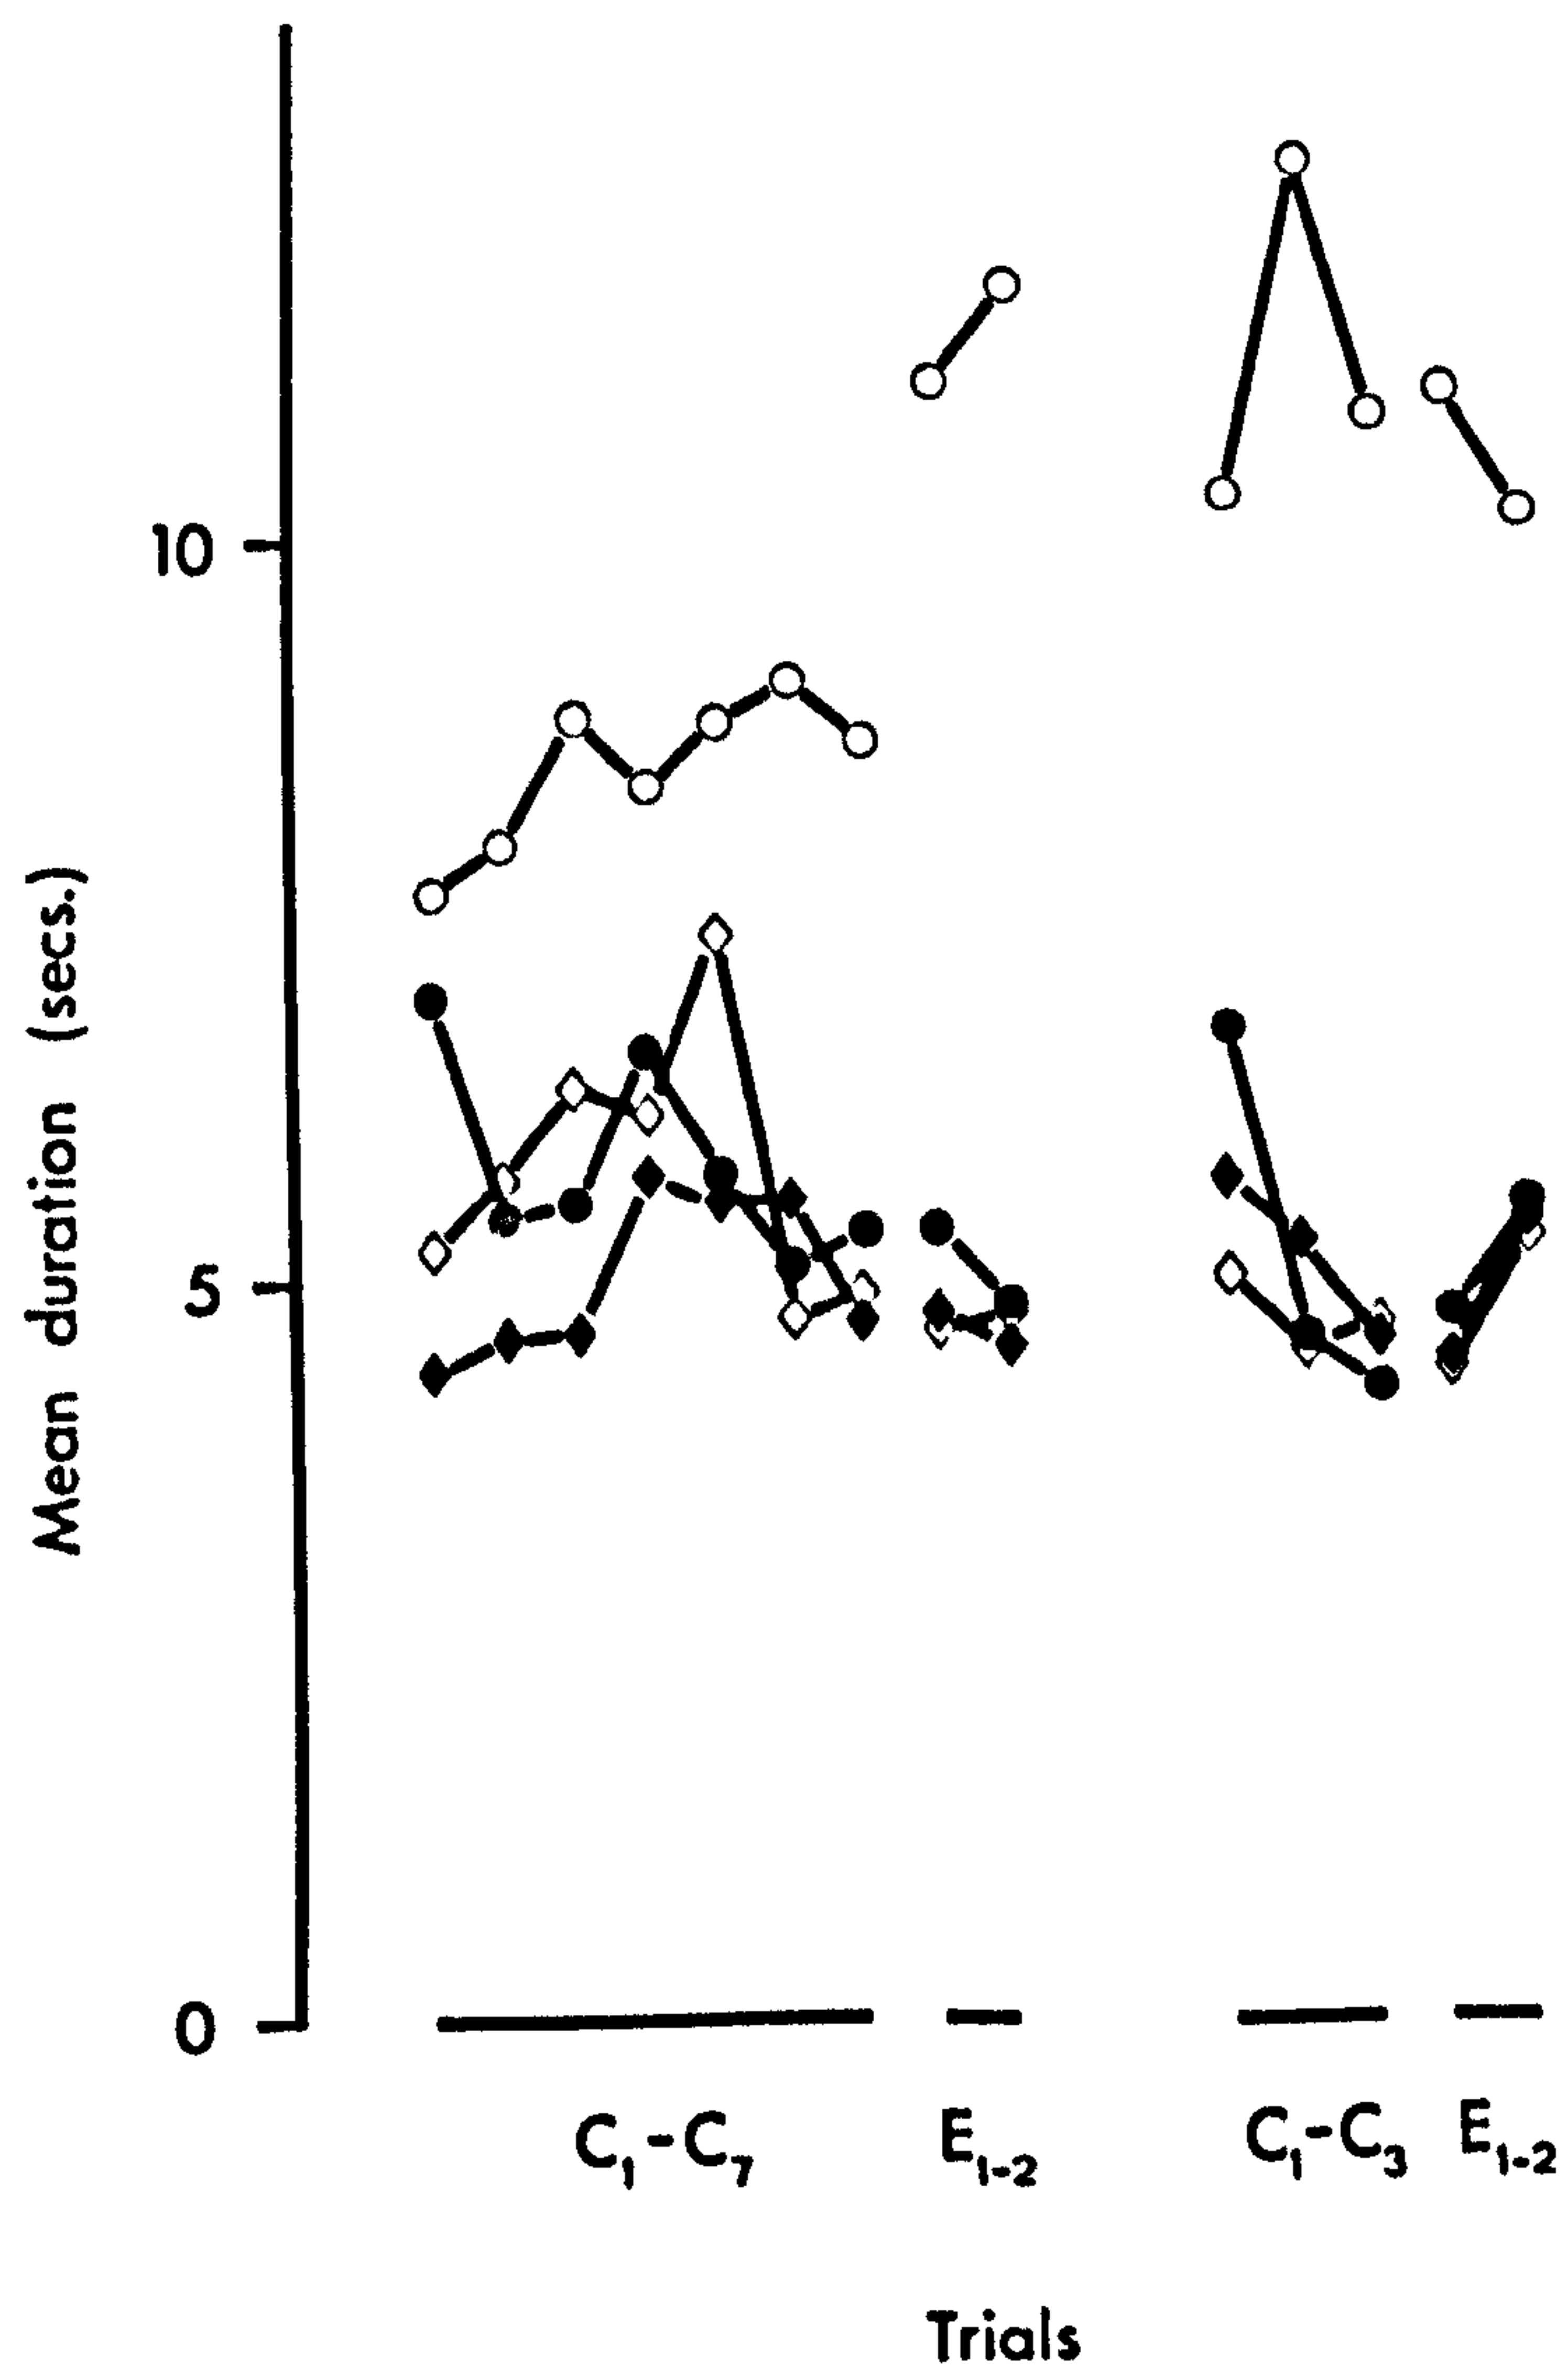 Mean duration (secs.)
10
5
0
C₁-C₇ E₁₋₂ C₁-C₃ E₁₋₂
Trials